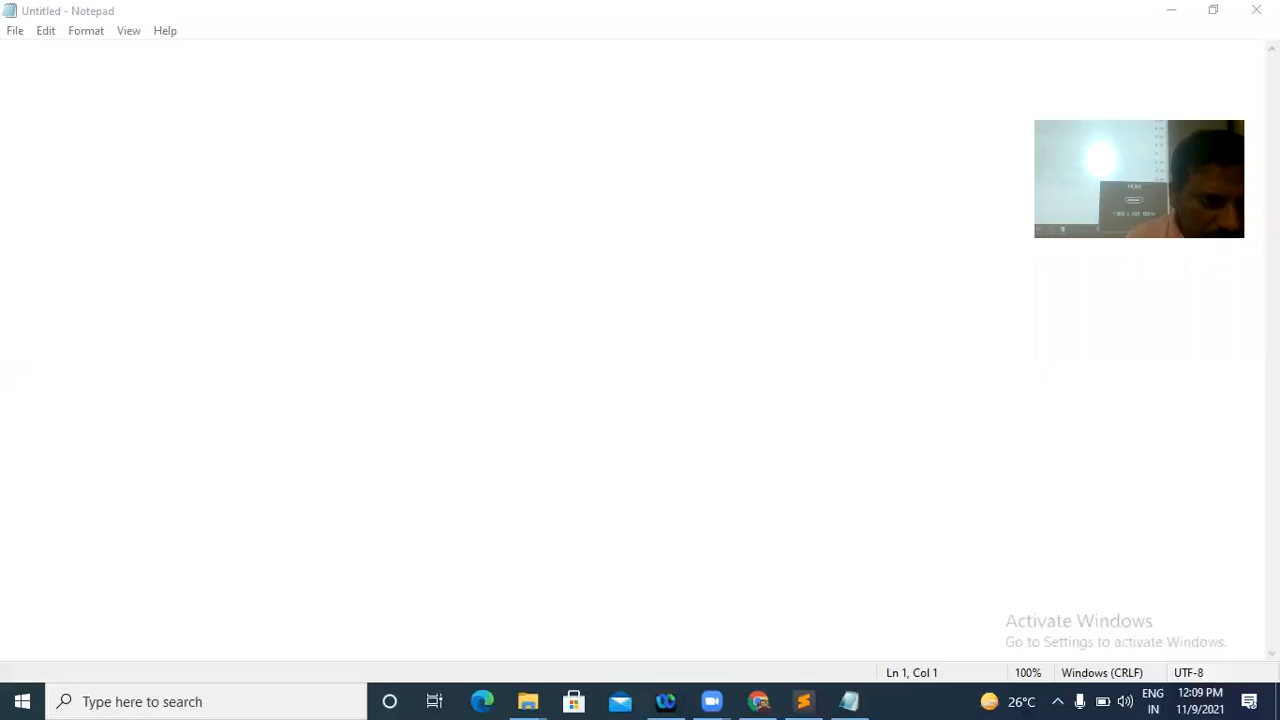 Untitled - Notepad
File Edit Format View Help
Activate Windows
Go to Settings to activate Windows.
Ln 1, Col 1 100% Windows (CRLF) UTF-8
Type here to search
26°C
ENG
IN
12:09 PM
11/9/2021